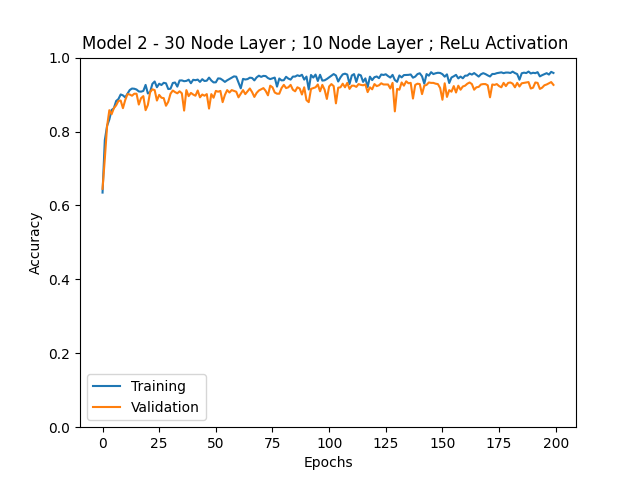 Model 2 - 30 Node Layer ; 10 Node Layer ; ReLu Activation
Accuracy
1.0
0.8
0.6
0.4
0.2
0.0
Training
Validation
0 25 50 75 100 125 150 175 200
Epochs